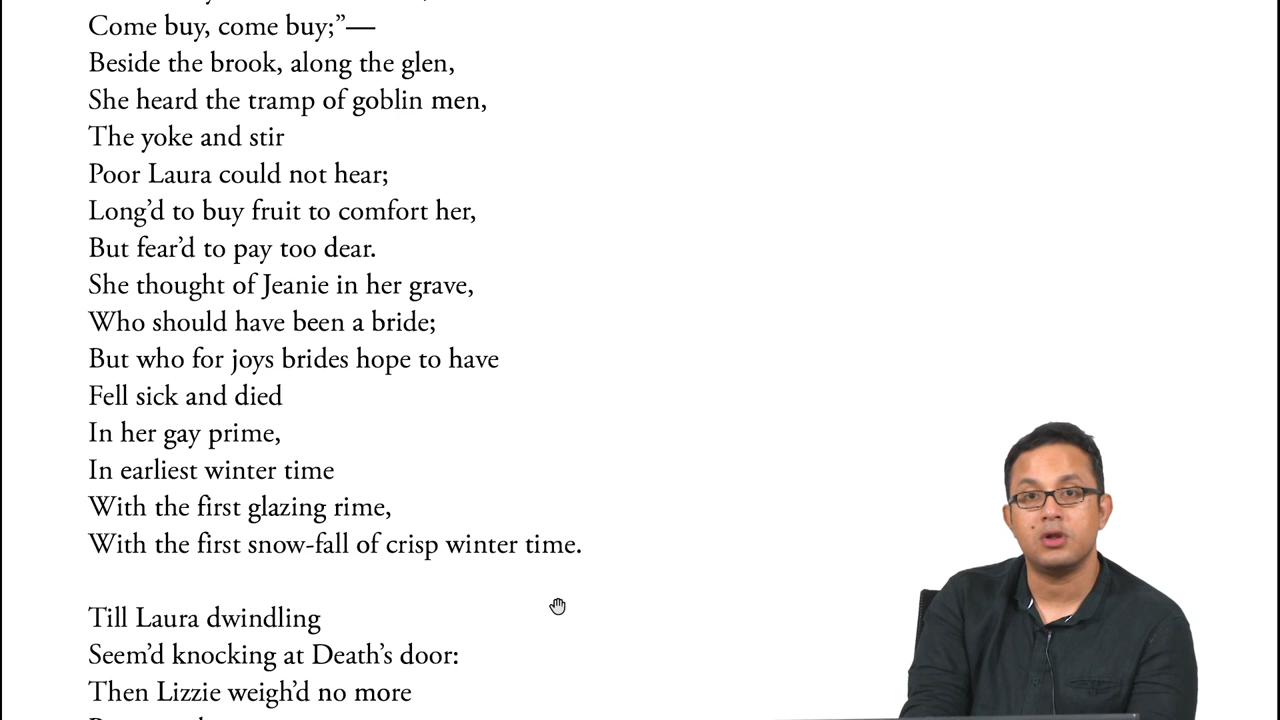 Come buy, come buy;”—
Beside the brook, along the glen,
She heard the tramp of goblin men,
The yoke and stir
Poor Laura could not hear;
Long’d to buy fruit to comfort her,
But fear’d to pay too dear.
She thought of Jeanie in her grave,
Who should have been a bride;
But who for joys brides hope to have
Fell sick and died
In her gay prime,
In earliest winter time
With the first glazing rime,
With the first snow-fall of crisp winter time.
Till Laura dwindling
Seem’d knocking at Death’s door:
Then Lizzie weigh’d no more